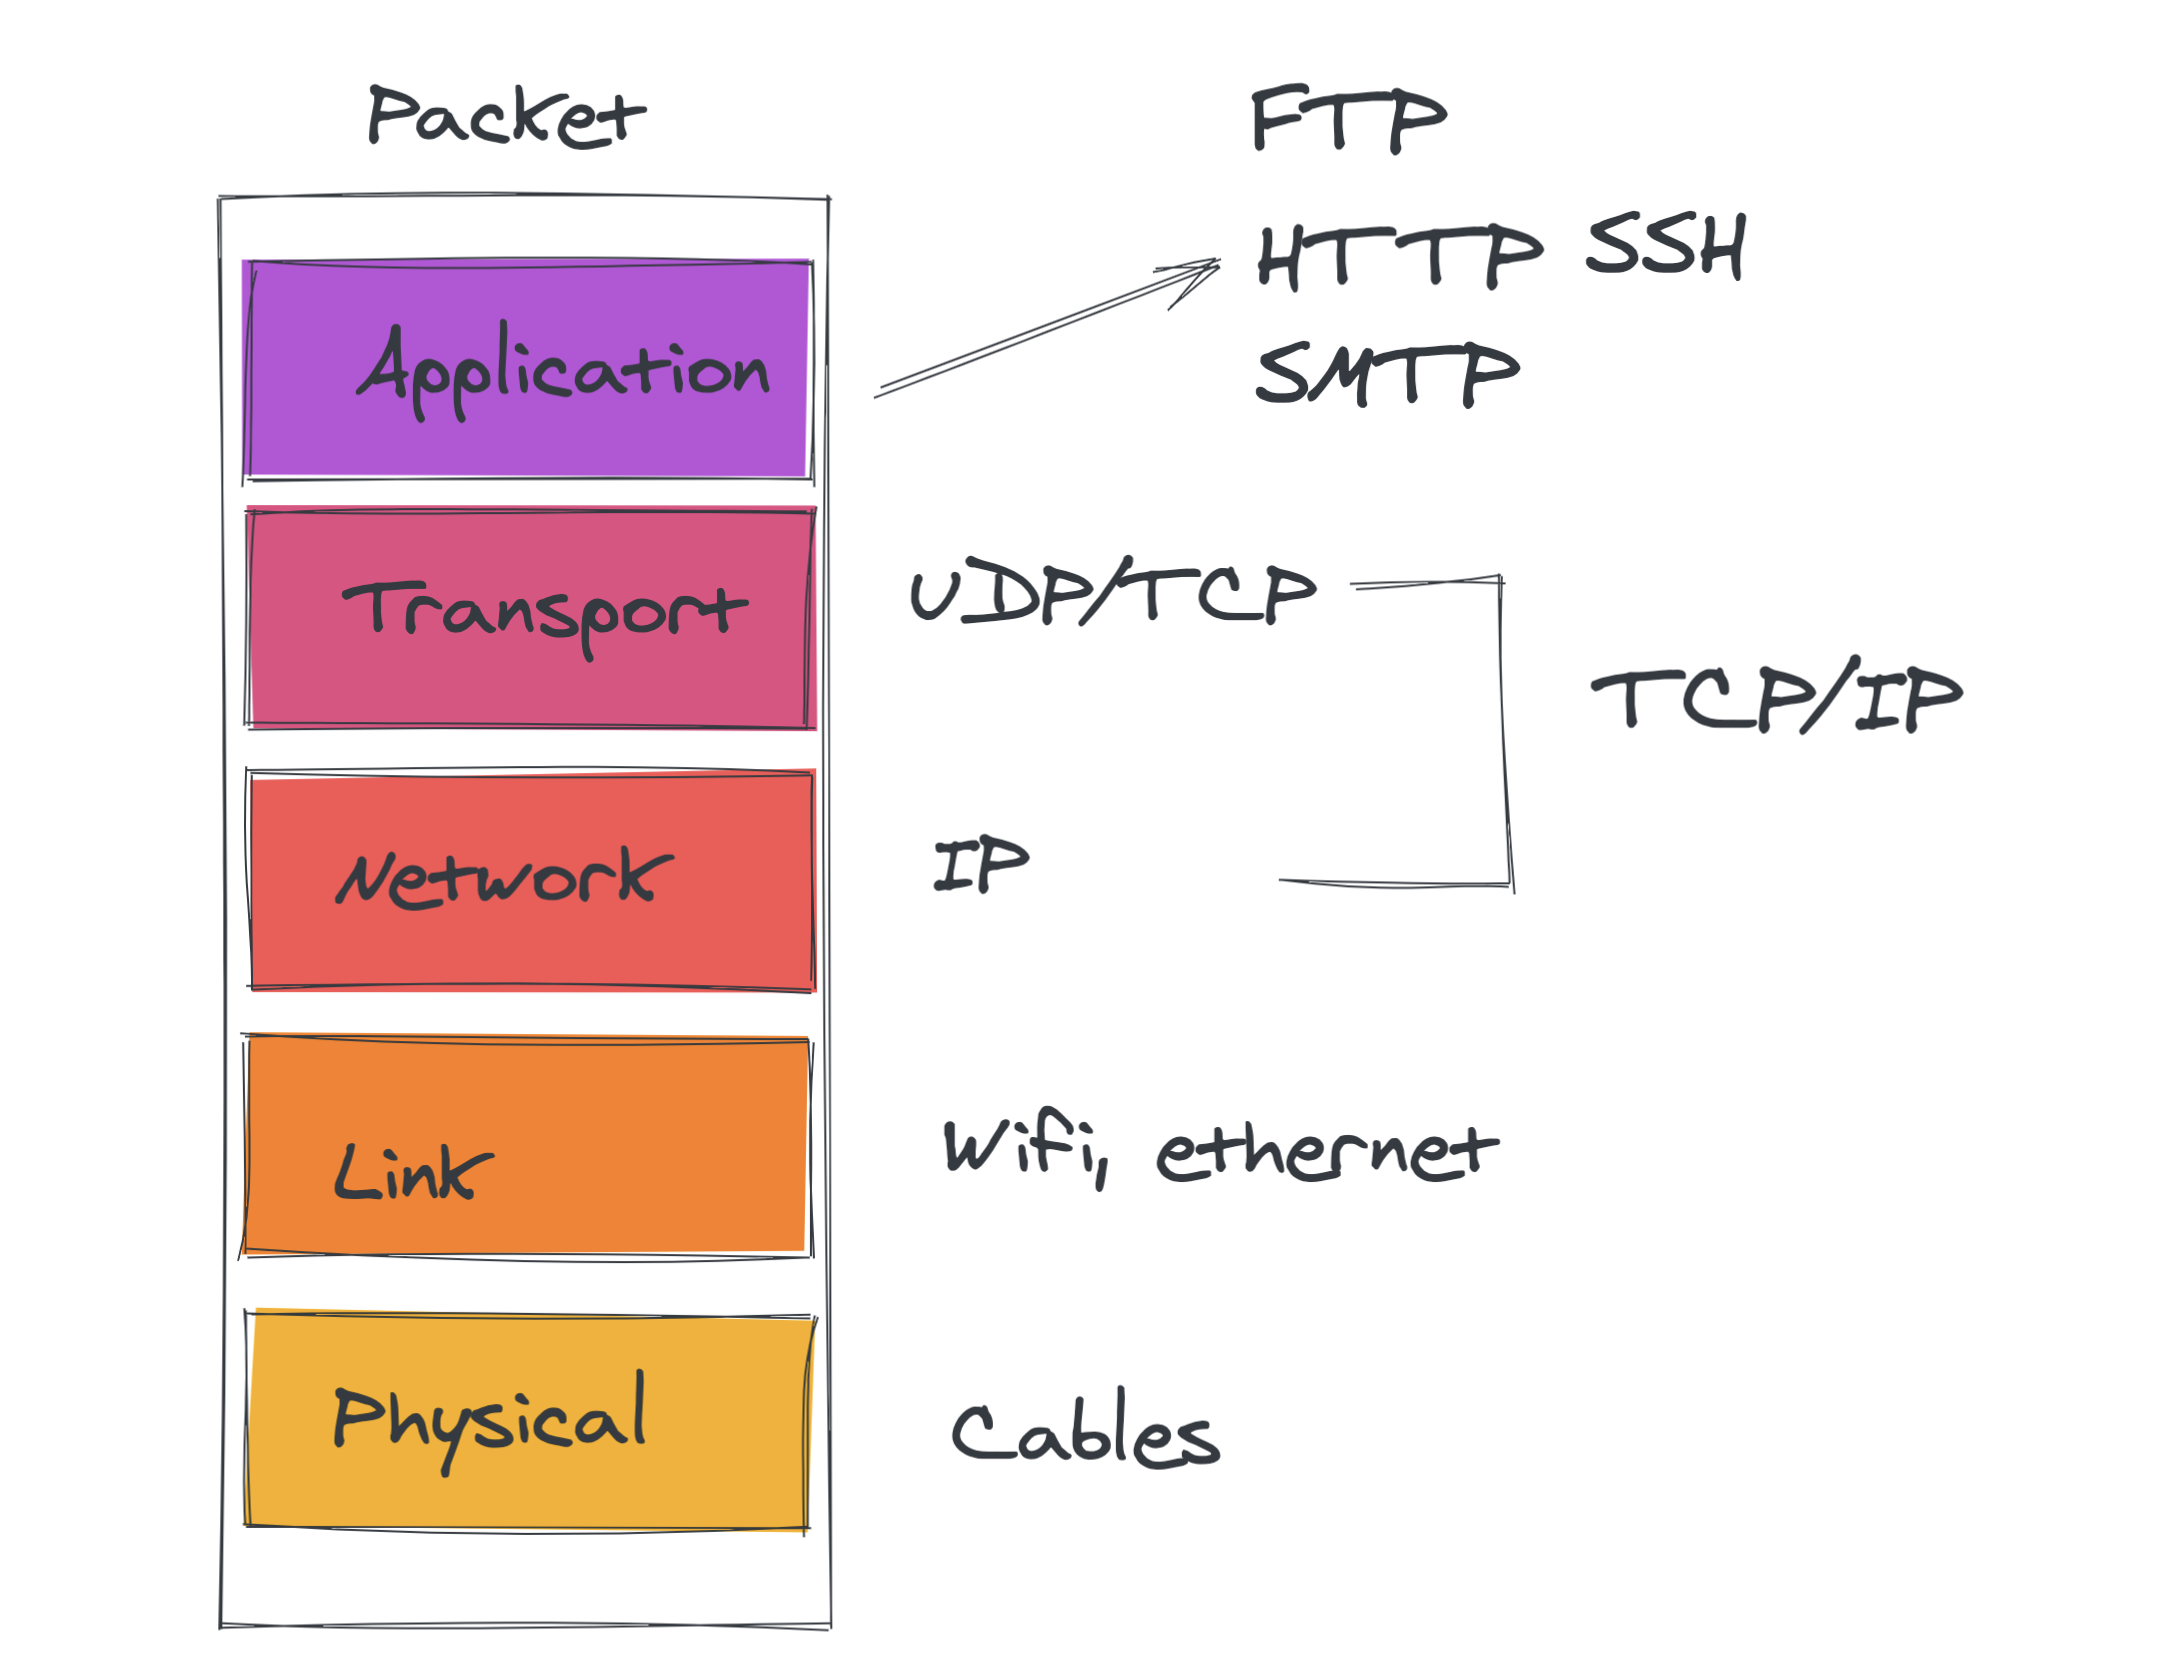 Packet
FTP
HTTP SSH
SMTP
Application
Transport
UDP/TCP
TCP/IP
Network
IP
Link
Wifi, ethernet
Physical
Cables